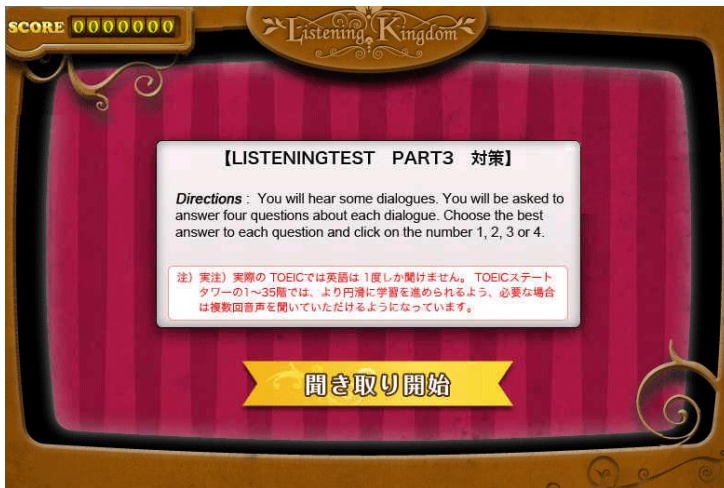 SCORE 0000000
Listening Kingdom
【LISTENINGTEST PART3 対策】
Directions : You will hear some dialogues. You will be asked to
answer four questions about each dialogue. Choose the best
answer to each question and click on the number 1, 2, 3 or 4.
注）実注）実際の TOEICでは英語は 1度しか聞けません。 TOEICステート
タワーの1〜35階では、より円滑に学習を進められるよう、必要な場合
は複数回音声を聞いていただけるようになっています。
聞き取り開始